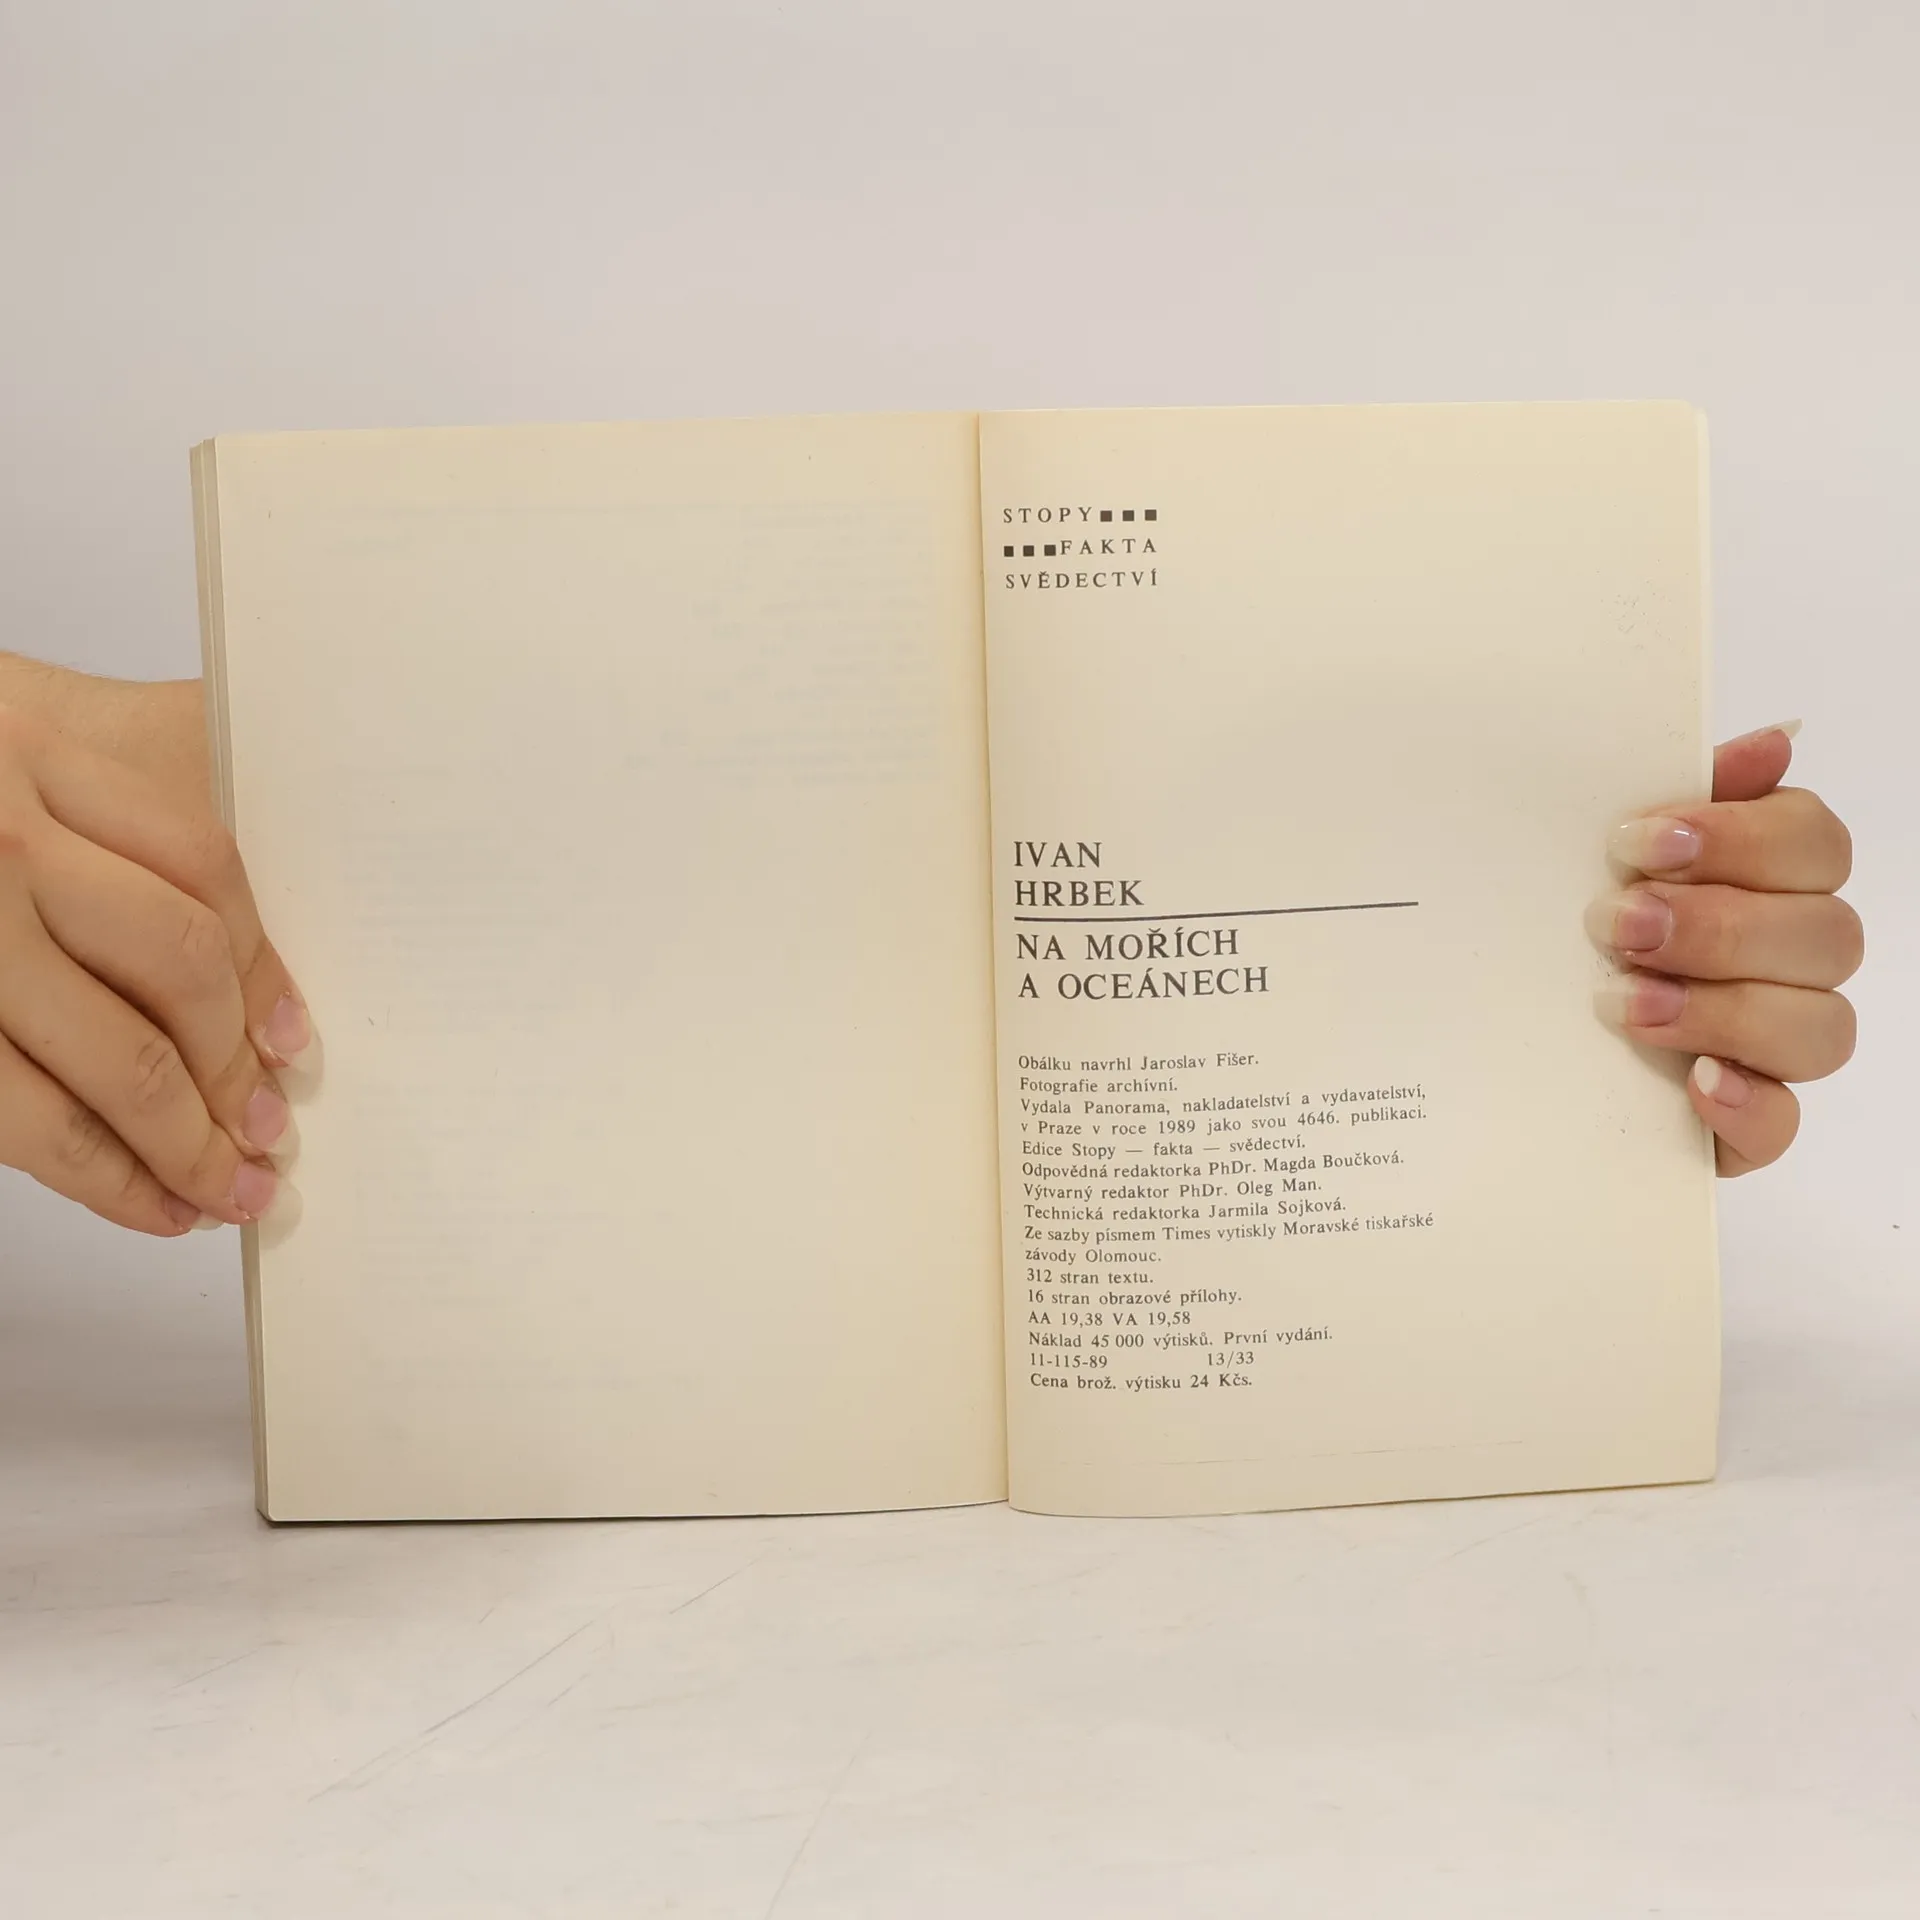 STOPY■ ■ ■
■ ■ ■FAKTA
SVĚDECTVÍ
IVAN
HRBEK
NA MOŘÍCH
A OCEÁNECH
Obálku navrhl Jaroslav Fišer.
Fotografie archívní.
Vydala Panorama, nakladatelství a vydavatelství,
v Praze v roce 1989 jako svou 4646. publikaci.
Edice Stopy — fakta — svědectví.
Odpovědná redaktorka PhDr. Magda Boučková.
Výtvarný redaktor PhDr. Oleg Man.
Technická redaktorka Jarmila Sojková.
Ze sazby písmem Times vytiskly Moravské tiskařské
závody Olomouc.
312 stran textu.
16 stran obrazové přílohy.
AA 19,38 VA 19,58
Náklad 45 000 výtisků. První vydání.
11-115-89 13/33
Cena brož. výtisku 24 Kčs.